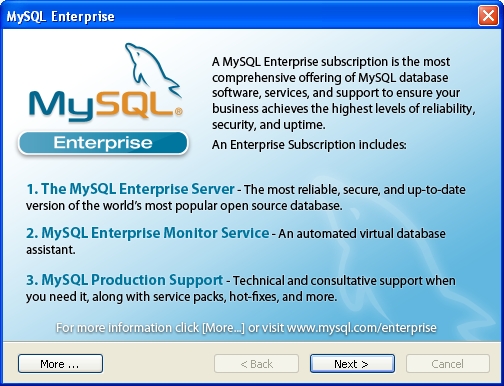 MySQL Enterprise
MySQL®
Enterprise
A MySQL Enterprise subscription is the most
comprehensive offering of MySQL database
software, services, and support to ensure your
business achieves the highest levels of reliability,
security, and uptime.
An Enterprise Subscription includes:
1. The MySQL Enterprise Server - The most reliable, secure, and up-to-date
version of the world's most popular open source database.
2. MySQL Enterprise Monitor Service - An automated virtual database
assistant.
3. MySQL Production Support - Technical and consultative support when
you need it, along with service packs, hot-fixes, and more.
For more information click [More...] or visit www.mysql.com/enterprise
More ...
< Back
Next >
Cancel